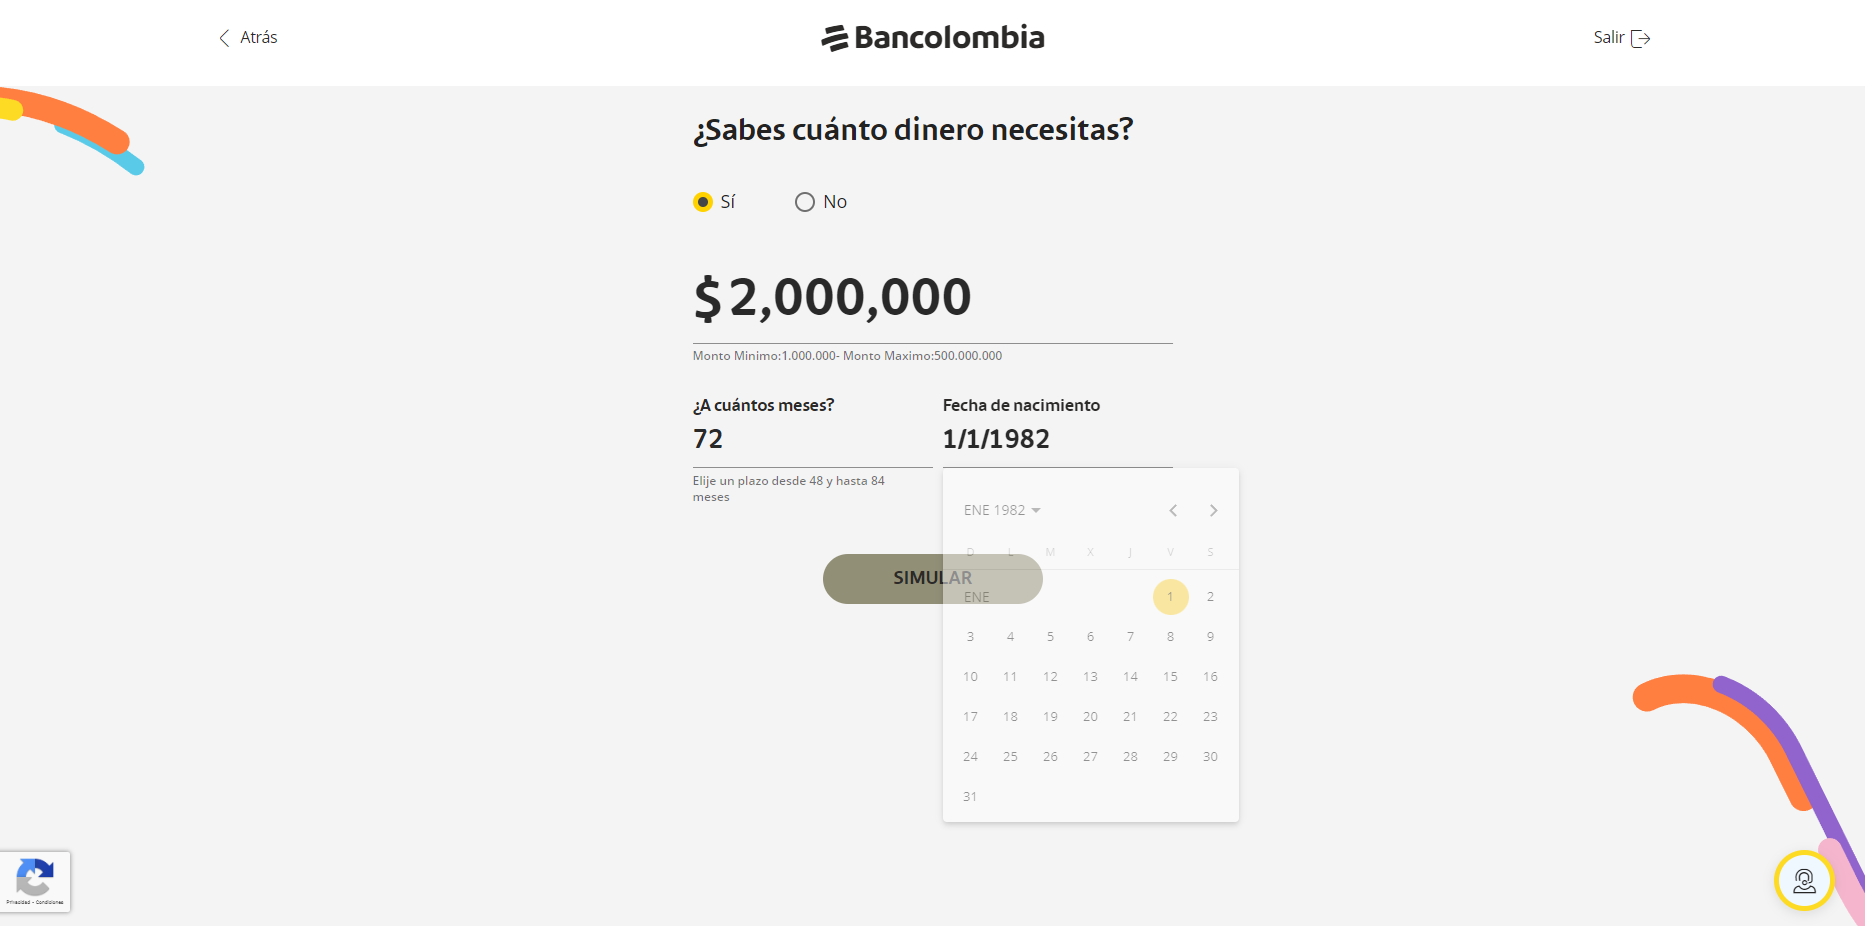 Atrás
Bancolombia
Salir
¿Sabes cuánto dinero necesitas?
Sí No
$ 2,000,000
Monto Minimo:1.000.000- Monto Maximo:500.000.000
¿A cuántos meses? Fecha de nacimiento
72 1/1/1982
Elije un plazo desde 48 y hasta 84
meses
ENE 1982
D L M X J V S
SIMULAR
ENE 1 2
3 4 5 6 7 8 9
10 11 12 13 14 15 16
17 18 19 20 21 22 23
24 25 26 27 28 29 30
31
Privacidad - Condiciones